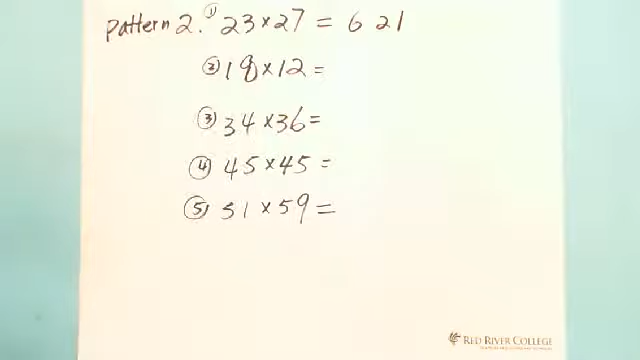 pattern 2. ① 23 × 27 = 6 21
② 18 × 12 =
③ 34 × 36 =
④ 45 × 45 =
⑤ 51 × 59 =
RED RIVER COLLEGE